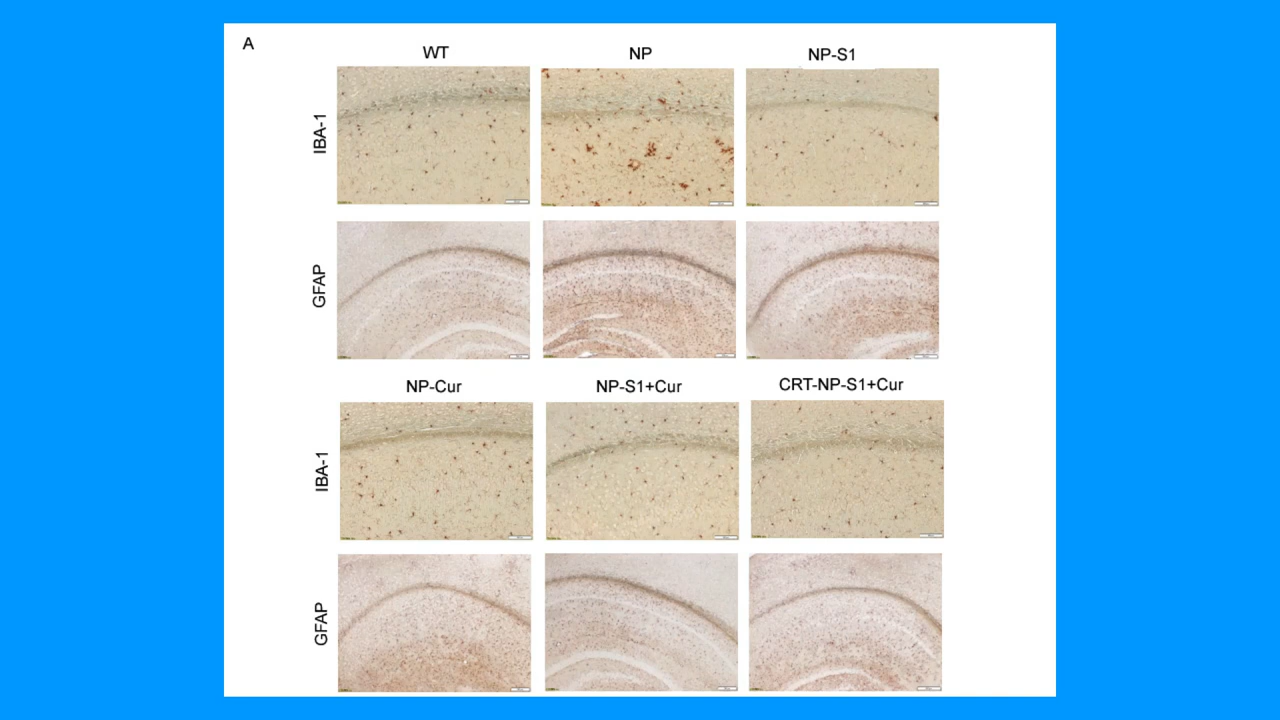 A
WT NP NP-S1
IBA-1
GFAP
NP-Cur NP-S1+Cur CRT-NP-S1+Cur
IBA-1
GFAP